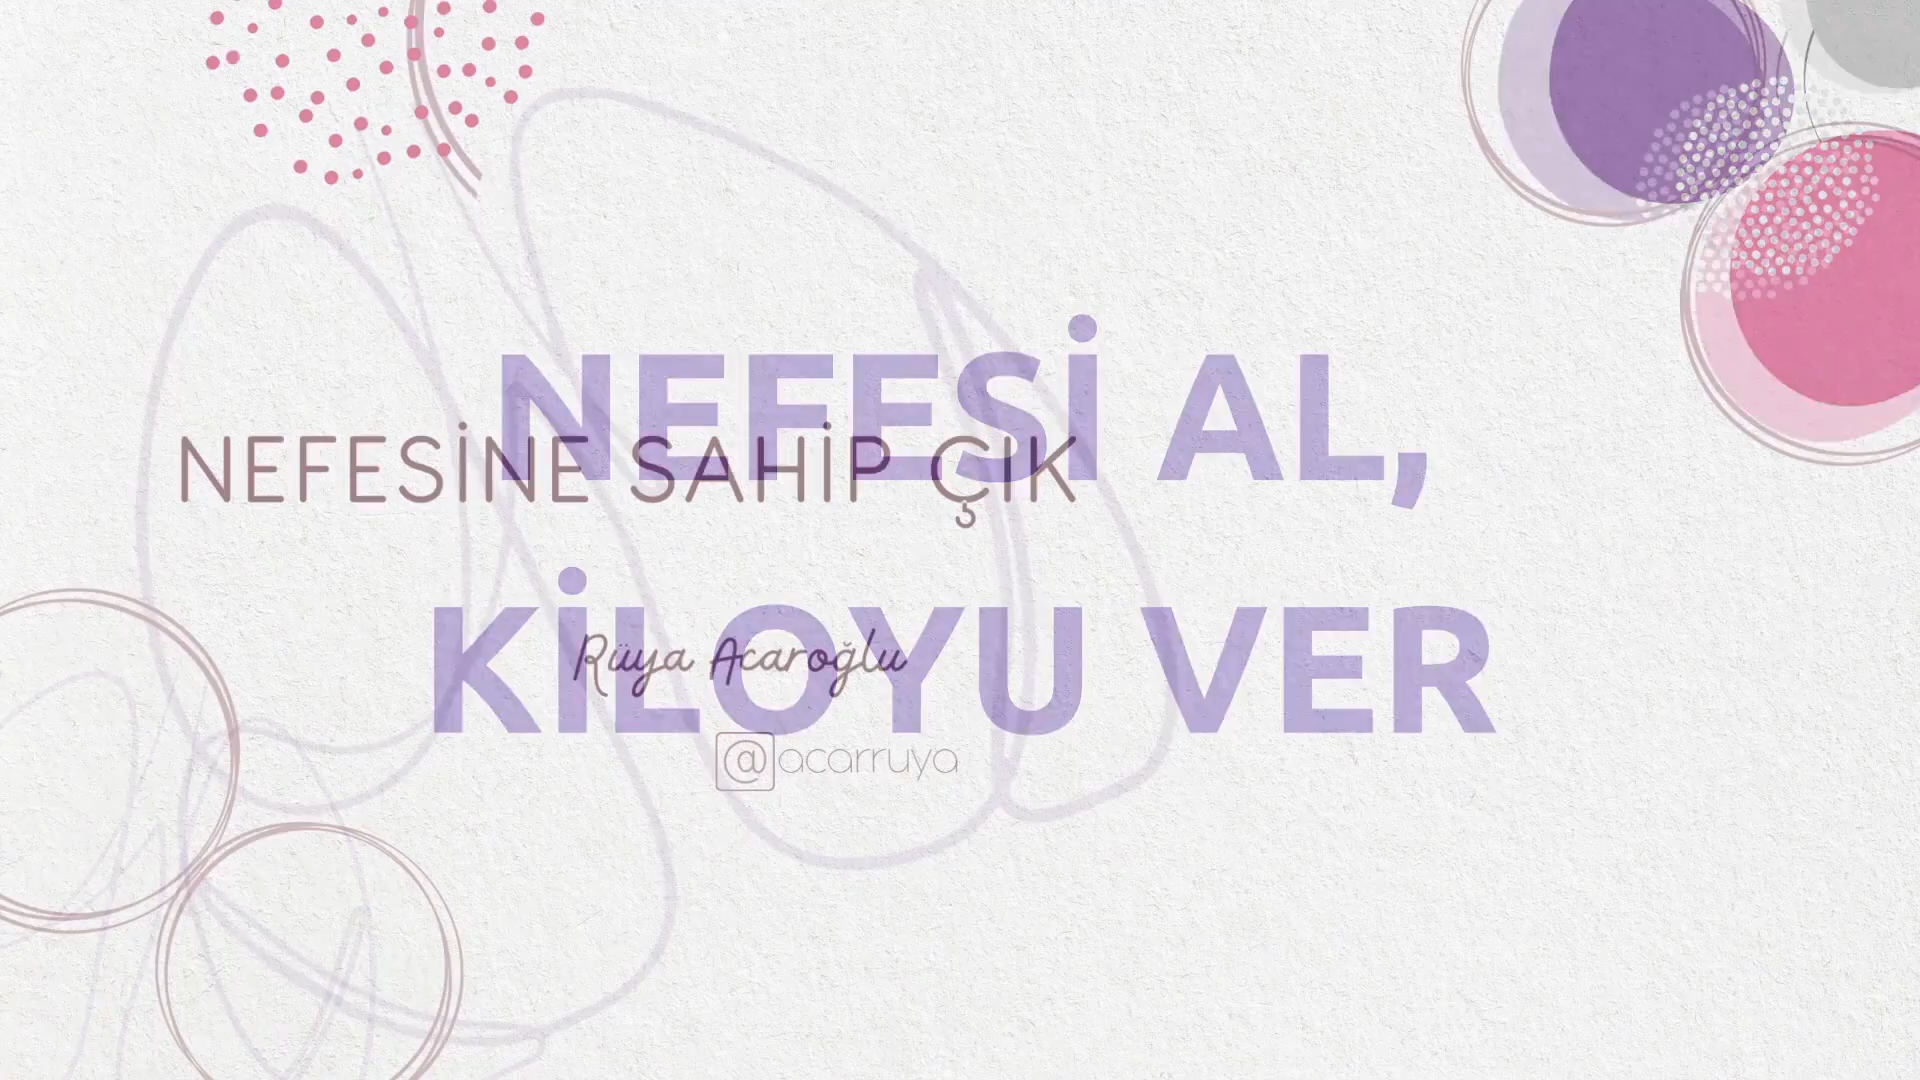 NEFESİ AL,
NEFESİNE SAHİP ÇIK
KİLOYU VER
Rüya Acaroğlu
@acarruya